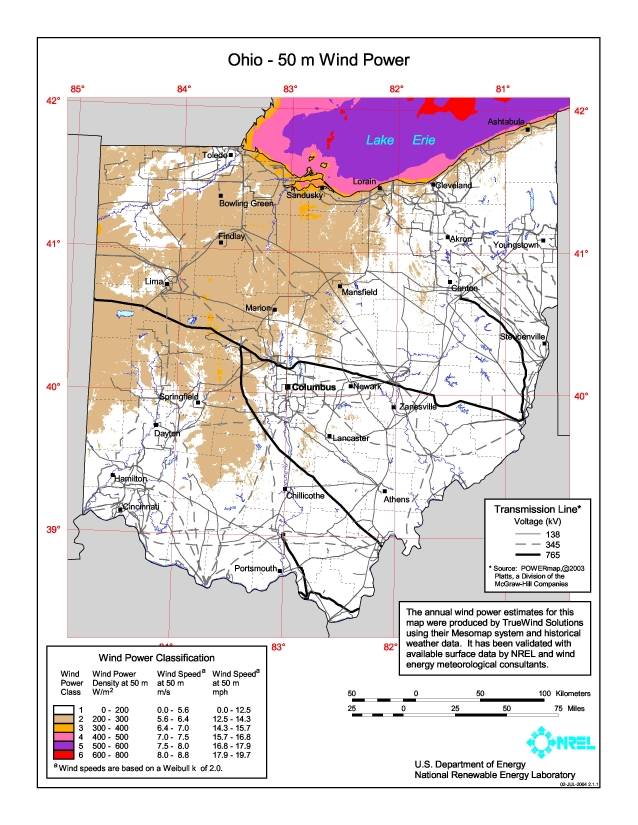 Ohio - 50 m Wind Power
85° 84° 83° 82° 81°
42° 42°
Ashtabula
Lake Erie
Toledo
Lorain
Cleveland
Sandusky
Bowling Green
Findlay
Akron
Youngstown
41° 41°
Lima
Canton
Mansfield
Marion
Steubenville
40° 40°
Columbus
Newark
Springfield
Zanesville
Dayton
Lancaster
Hamilton
Chillicothe
Athens
Cincinnati
39°
Portsmouth
84° 83° 82°
Transmission Line*
Voltage (kV)
138
345
765
* Source: POWERmap,@2003
Platts, a Division of the
McGraw-Hill Companies
The annual wind power estimates for this
map were produced by TrueWind Solutions
using their Mesomap system and historical
weather data. It has been validated with
available surface data by NREL and wind
energy meteorological consultants.
Wind Power Classification
Wind Power Class Wind Power Density at 50 m W/m2 Wind Speed a at 50 m m/s Wind Speed a at 50 m mph
1 0 - 200 0.0 - 5.6 0.0 - 12.5
2 200 - 300 5.6 - 6.4 12.5 - 14.3
3 300 - 400 6.4 - 7.0 14.3 - 15.7
4 400 - 500 7.0 - 7.5 15.7 - 16.8
5 500 - 600 7.5 - 8.0 16.8 - 17.9
6 600 - 800 8.0 - 8.8 17.9 - 19.7
a Wind speeds are based on a Weibull k of 2.0.
50 0 50 100 Kilometers
25 0 25 50 75 Miles
NREL
U.S. Department of Energy
National Renewable Energy Laboratory
02-JUL-2004 2.1.1